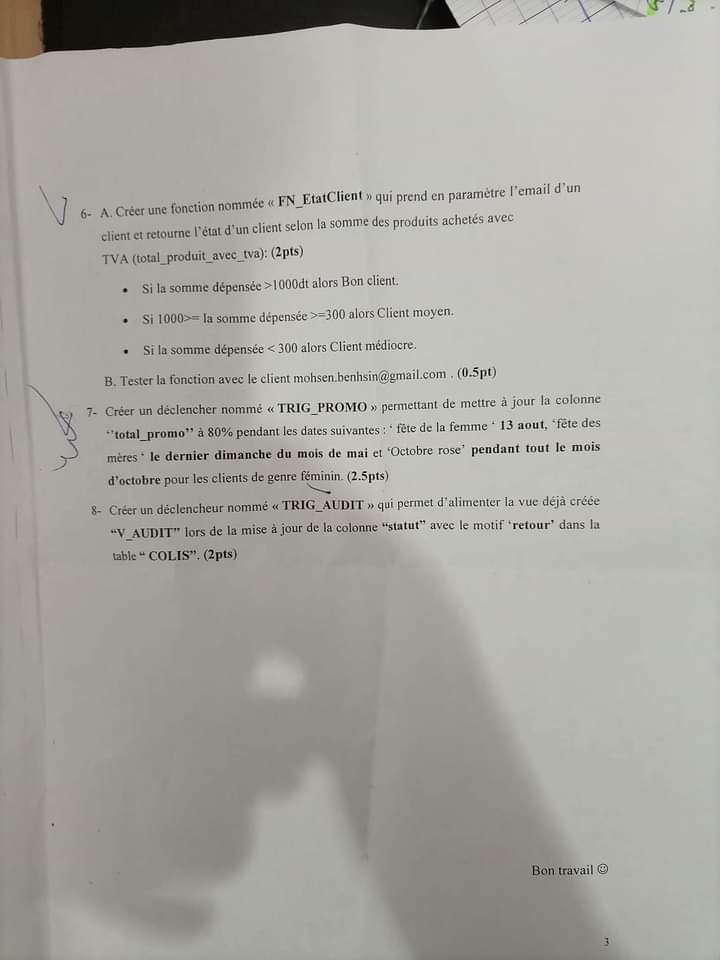 6- A. Créer une fonction nommée « FN_EtatClient » qui prend en paramètre l'email d'un
client et retourne l'état d'un client selon la somme des produits achetés avec
TVA (total_produit_avec_tva): (2pts)
• Si la somme dépensée >1000dt alors Bon client.
• Si 1000>= la somme dépensée >=300 alors Client moyen.
• Si la somme dépensée < 300 alors Client médiocre.
B. Tester la fonction avec le client mohsen.benhsin@gmail.com . (0.5pt)
7- Créer un déclencher nommé « TRIG_PROMO » permettant de mettre à jour la colonne
‘'total_promo’’ à 80% pendant les dates suivantes : ‘ fête de la femme ‘ 13 aout, ‘fête des
mères ‘ le dernier dimanche du mois de mai et ‘Octobre rose’ pendant tout le mois
d'octobre pour les clients de genre féminin. (2.5pts)
8- Créer un déclencheur nommé « TRIG_AUDIT » qui permet d'alimenter la vue déjà créée
“V_AUDIT” lors de la mise à jour de la colonne “statut” avec le motif ‘retour’ dans la
table “ COLIS”. (2pts)
Bon travail ☺
3